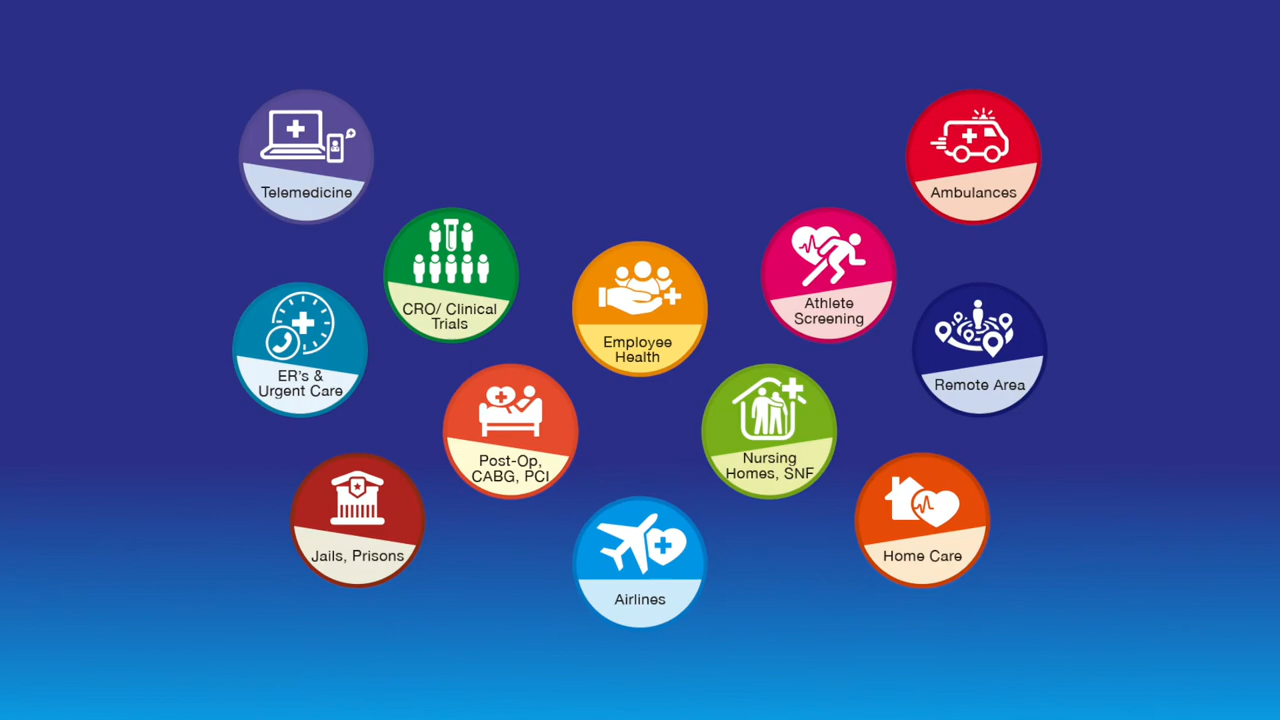 Telemedicine
Ambulances
CRO/ Clinical
Trials
Athlete
Screening
Employee
Health
ER's &
Urgent Care
Remote Area
Post-Op,
CABG, PCI
Nursing
Homes, SNF
Jails, Prisons
Home Care
Airlines